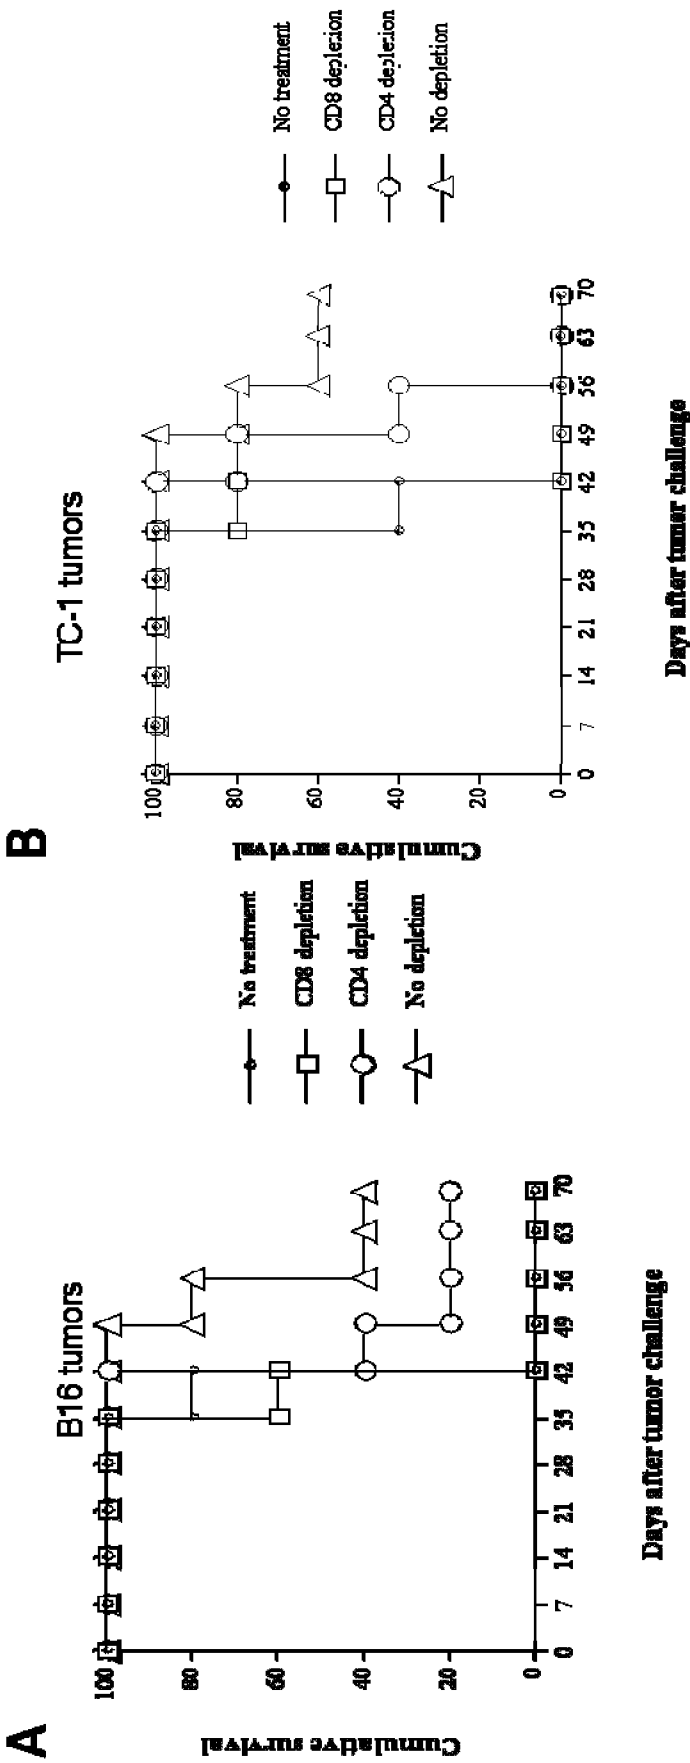 A
B16 tumors
Cumulative survival
100
80
60
40
20
0
0 7 14 21 28 35 42 49 56 63 70
Days after tumor challenge
No treatment
CD8 depletion
CD4 depletion
No depletion
B
TC-1 tumors
Cumulative survival
100
80
60
40
20
0
0 7 14 21 28 35 42 49 56 63 70
Days after tumor challenge
No treatment
CD8 depletion
CD4 depletion
No depletion